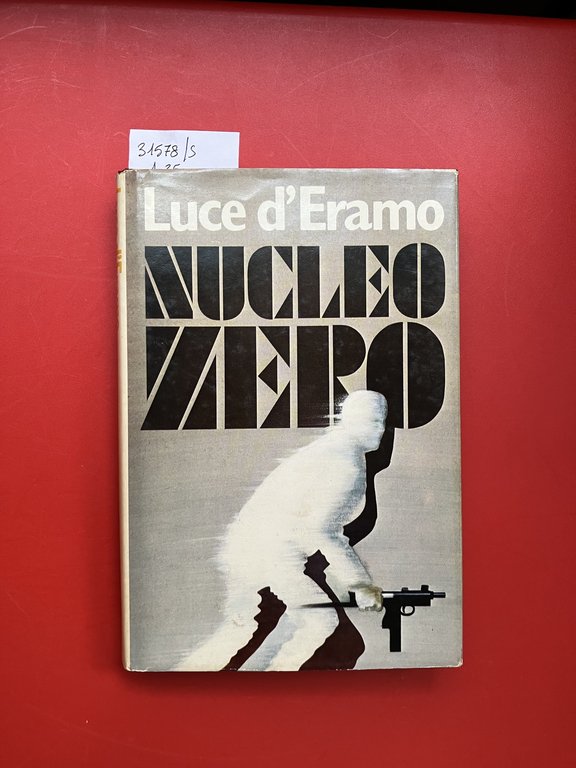 31578/s
Luce d'Eramo
NUCLEO
ZERO